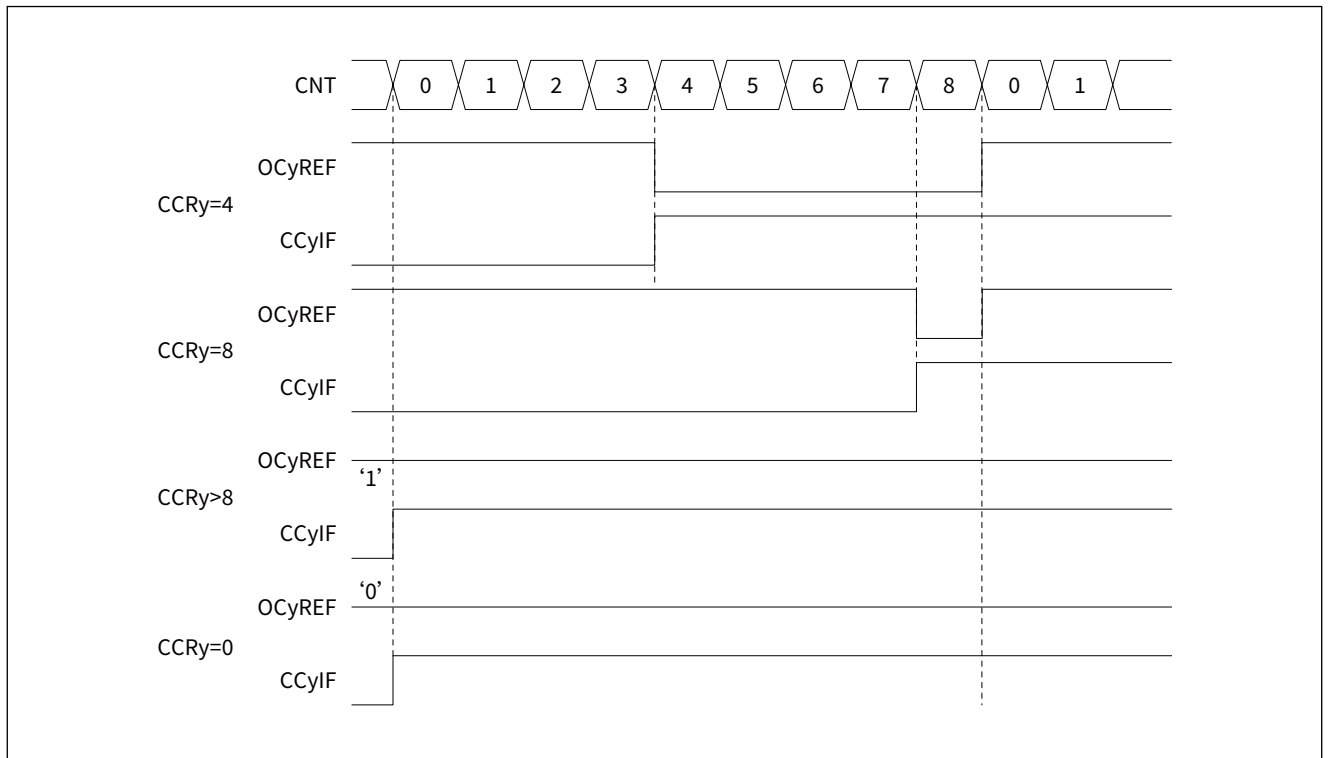 CNT 0 1 2 3 4 5 6 7 8 0 1
OCyREF
CCRy=4
CCyIF
OCyREF
CCRy=8
CCyIF
OCyREF
‘1’
CCRy>8
CCyIF
‘0’
OCyREF
CCRy=0
CCyIF